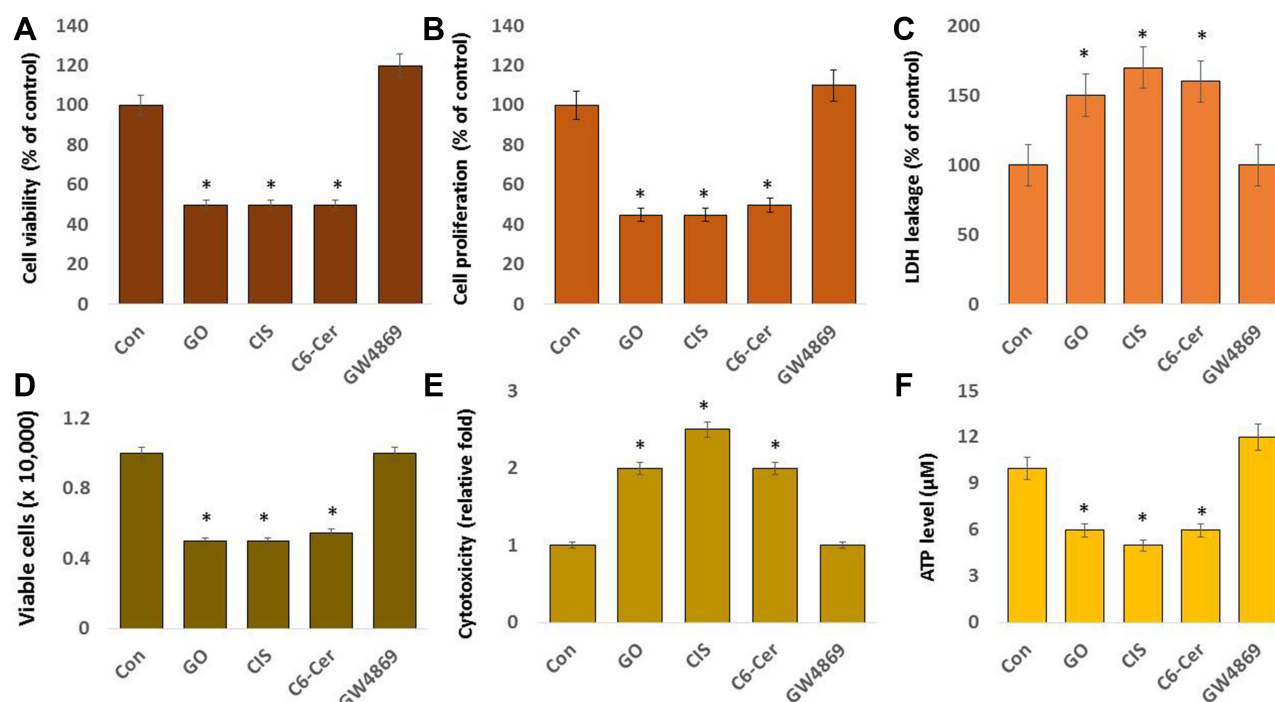 A
Cell viability (% of control)
140
120
100
80
60
40
20
0
*
*
*
Con
GO
CIS
C6-Cer
GW4869
B
Cell proliferation (% of control)
140
120
100
80
60
40
20
0
*
*
*
Con
GO
CIS
C6-Cer
GW4869
C
LDH leakage (% of control)
200
150
100
50
0
*
*
*
Con
GO
CIS
C6-Cer
GW4869
D
Viable cells (x 10,000)
1.2
0.8
0.4
0
*
*
*
Con
GO
CIS
C6-Cer
GW4869
E
Cytotoxicity (relative fold)
3
2
1
0
*
*
*
Con
GO
CIS
C6-Cer
GW4869
F
ATP level (µM)
15
12
9
6
3
0
*
*
*
Con
GO
CIS
C6-Cer
GW4869